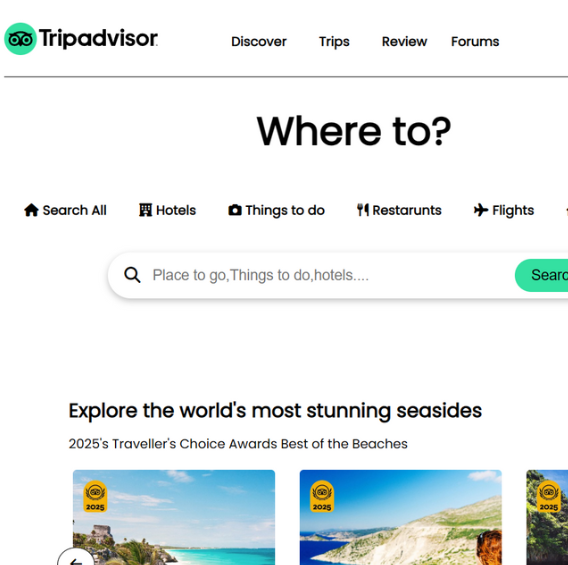 Tripadvisor
Discover Trips Review Forums
Where to?
Search All Hotels Things to do Restarunts Flights
Place to go,Things to do,hotels.... Searc
Explore the world's most stunning seasides
2025's Traveller's Choice Awards Best of the Beaches
2025 2025 2025